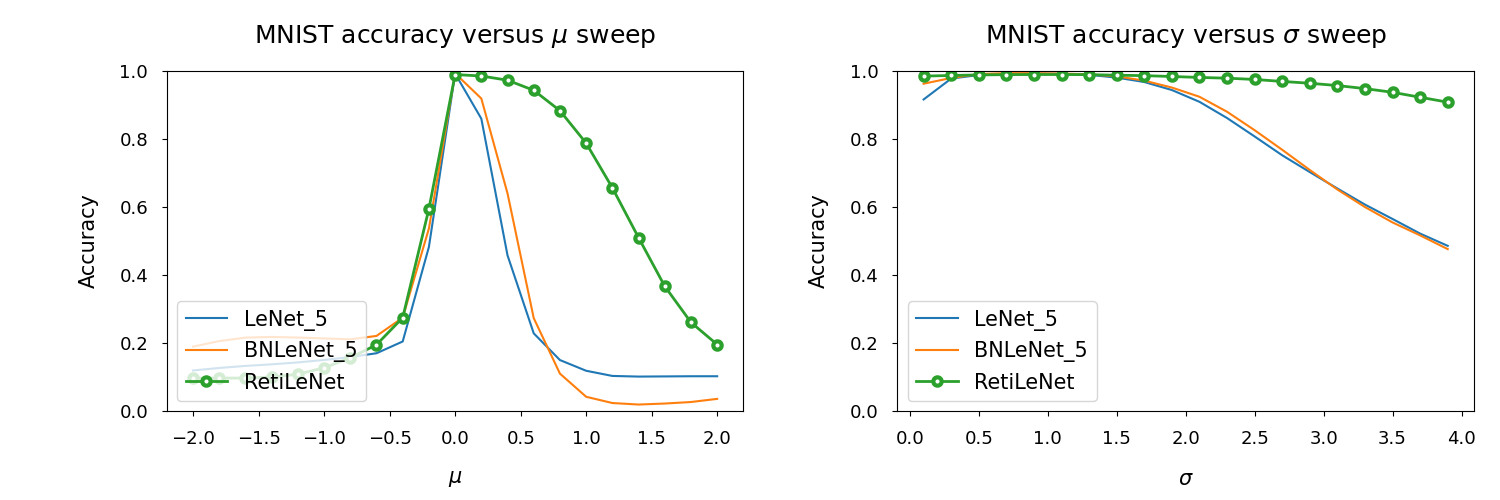 MNIST accuracy versus μ sweep
Accuracy
1.0
0.8
0.6
0.4
0.2
0.0
LeNet_5
BNLeNet_5
RetiLeNet
−2.0 −1.5 −1.0 −0.5 0.0 0.5 1.0 1.5 2.0
μ
MNIST accuracy versus σ sweep
Accuracy
1.0
0.8
0.6
0.4
0.2
0.0
LeNet_5
BNLeNet_5
RetiLeNet
0.0 0.5 1.0 1.5 2.0 2.5 3.0 3.5 4.0
σ